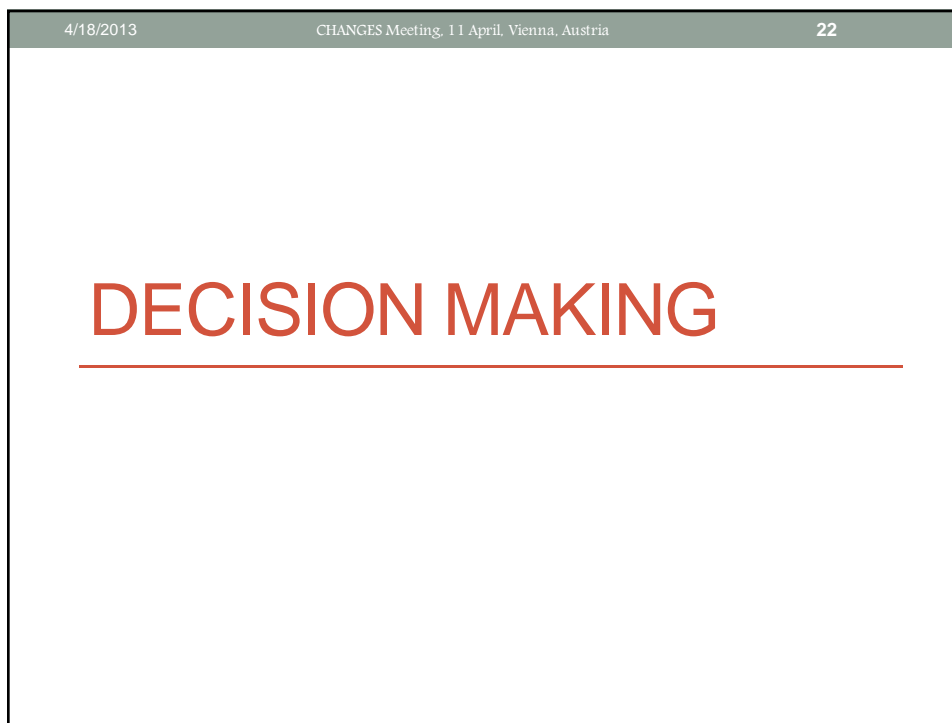 4/18/2013 CHANGES Meeting, 11 April, Vienna, Austria 22
DECISION MAKING